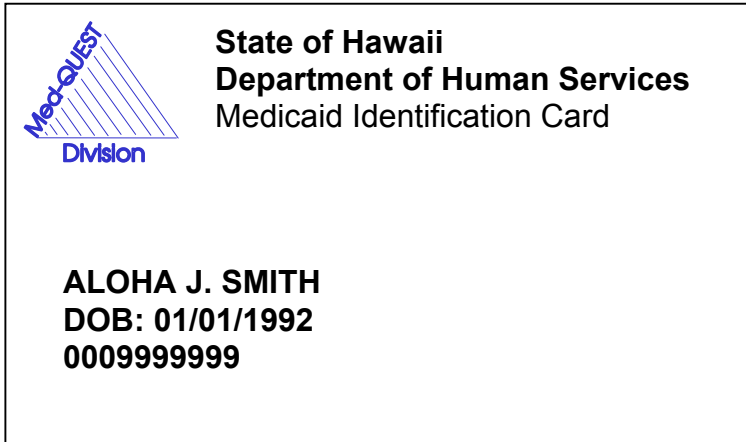 Med-QUEST
Division
State of Hawaii
Department of Human Services
Medicaid Identification Card
ALOHA J. SMITH
DOB: 01/01/1992
0009999999